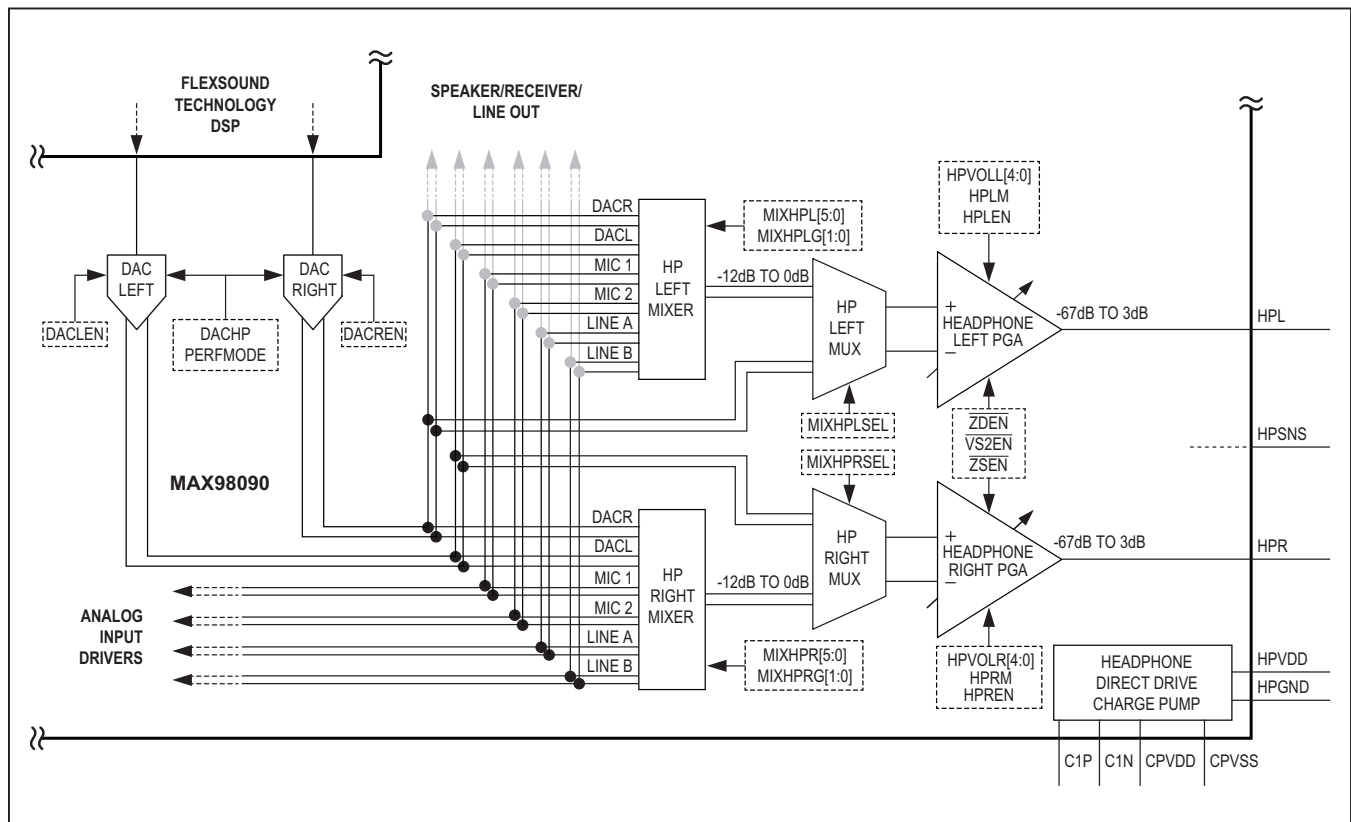 FLEXSOUND
TECHNOLOGY
DSP
SPEAKER/RECEIVER/
LINE OUT
DAC
LEFT
DAC
RIGHT
DACLEN
DACHP
PERFMODE
DACREN
MAX98090
ANALOG
INPUT
DRIVERS
DACR
DACL
MIC 1
MIC 2
LINE A
LINE B
HP
LEFT
MIXER
MIXHPL[5:0]
MIXHPLG[1:0]
-12dB TO 0dB
HP
LEFT
MUX
MIXHPLSEL
HPVOLL[4:0]
HPLM
HPLEN
+
HEADPHONE
LEFT PGA
−
-67dB TO 3dB
HPL
ZDEN
VS2EN
ZSEN
HPSNS
MIXHPRSEL
DACR
DACL
MIC 1
MIC 2
LINE A
LINE B
HP
RIGHT
MIXER
-12dB TO 0dB
MIXHPR[5:0]
MIXHPRG[1:0]
HP
RIGHT
MUX
+
HEADPHONE
RIGHT PGA
−
-67dB TO 3dB
HPR
HPVOLR[4:0]
HPRM
HPREN
HEADPHONE
DIRECT DRIVE
CHARGE PUMP
HPVDD
HPGND
C1P
C1N
CPVDD
CPVSS